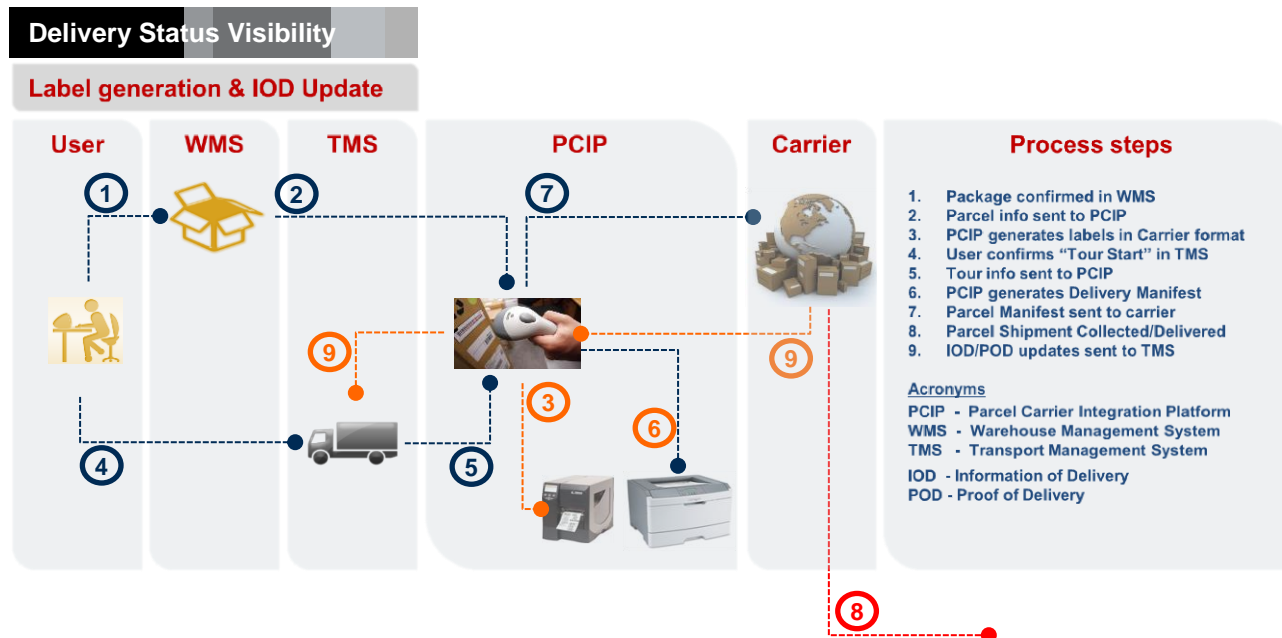 Delivery Status Visibility
Label generation & IOD Update
User
WMS
TMS
PCIP
Carrier
Process steps
1
2
7
9
9
3
6
4
5
8
1. Package confirmed in WMS
2. Parcel info sent to PCIP
3. PCIP generates labels in Carrier format
4. User confirms “Tour Start” in TMS
5. Tour info sent to PCIP
6. PCIP generates Delivery Manifest
7. Parcel Manifest sent to carrier
8. Parcel Shipment Collected/Delivered
9. IOD/POD updates sent to TMS
Acronyms
PCIP - Parcel Carrier Integration Platform
WMS - Warehouse Management System
TMS - Transport Management System
IOD - Information of Delivery
POD - Proof of Delivery